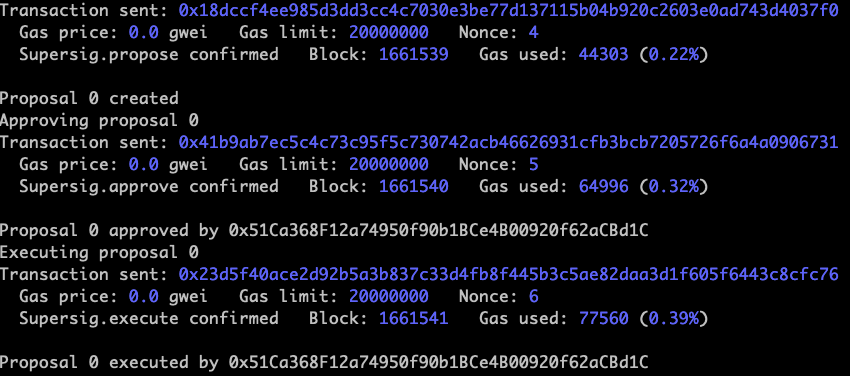 Transaction sent: 0x18dccf4ee985d3dd3cc4c7030e3be77d137115b04b920c2603e0ad743d4037f0
Gas price: 0.0 gwei   Gas limit: 20000000   Nonce: 4
Supersig.propose confirmed   Block: 1661539   Gas used: 44303 (0.22%)
Proposal 0 created
Approving proposal 0
Transaction sent: 0x41b9ab7ec5c4c73c95f5c730742acb46626931cfb3bcb7205726f6a4a0906731
Gas price: 0.0 gwei   Gas limit: 20000000   Nonce: 5
Supersig.approve confirmed   Block: 1661540   Gas used: 64996 (0.32%)
Proposal 0 approved by 0x51Ca368F12a74950f90b1BCe4B00920f62aCBd1C
Executing proposal 0
Transaction sent: 0x23d5f40ace2d92b5a3b837c33d4fb8f445b3c5ae82daa3d1f605f6443c8cfc76
Gas price: 0.0 gwei   Gas limit: 20000000   Nonce: 6
Supersig.execute confirmed   Block: 1661541   Gas used: 77560 (0.39%)
Proposal 0 executed by 0x51Ca368F12a74950f90b1BCe4B00920f62aCBd1C